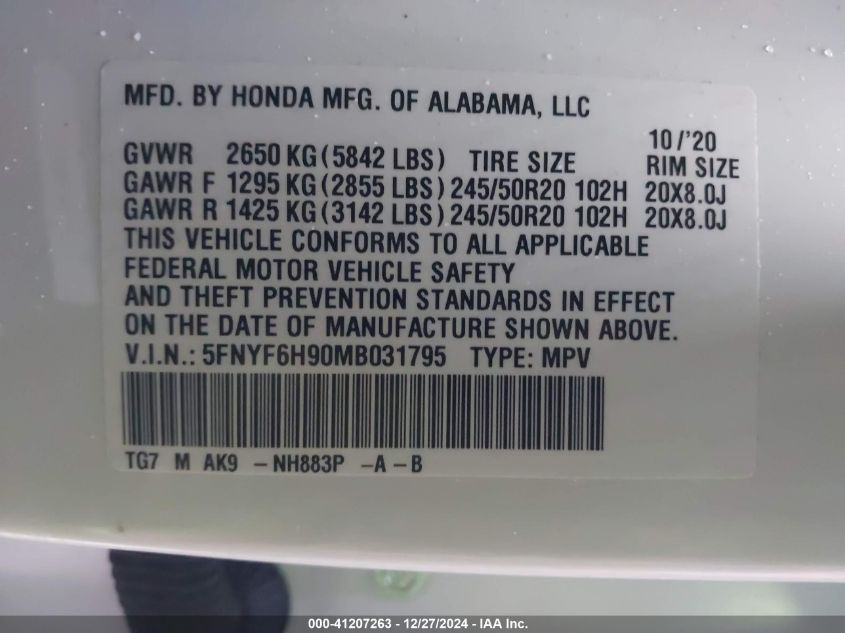 MFD. BY HONDA MFG. OF ALABAMA, LLC
10/'20
GVWR 2650 KG (5842 LBS) TIRE SIZE RIM SIZE
GAWR F 1295 KG (2855 LBS) 245/50R20 102H 20X8.0J
GAWR R 1425 KG (3142 LBS) 245/50R20 102H 20X8.0J
THIS VEHICLE CONFORMS TO ALL APPLICABLE
FEDERAL MOTOR VEHICLE SAFETY
AND THEFT PREVENTION STANDARDS IN EFFECT
ON THE DATE OF MANUFACTURE SHOWN ABOVE.
V.I.N.: 5FNYF6H90MB031795 TYPE: MPV
TG7 M AK9 -NH883P -A -B
000-41207263 - 12/27/2024 - IAA Inc.